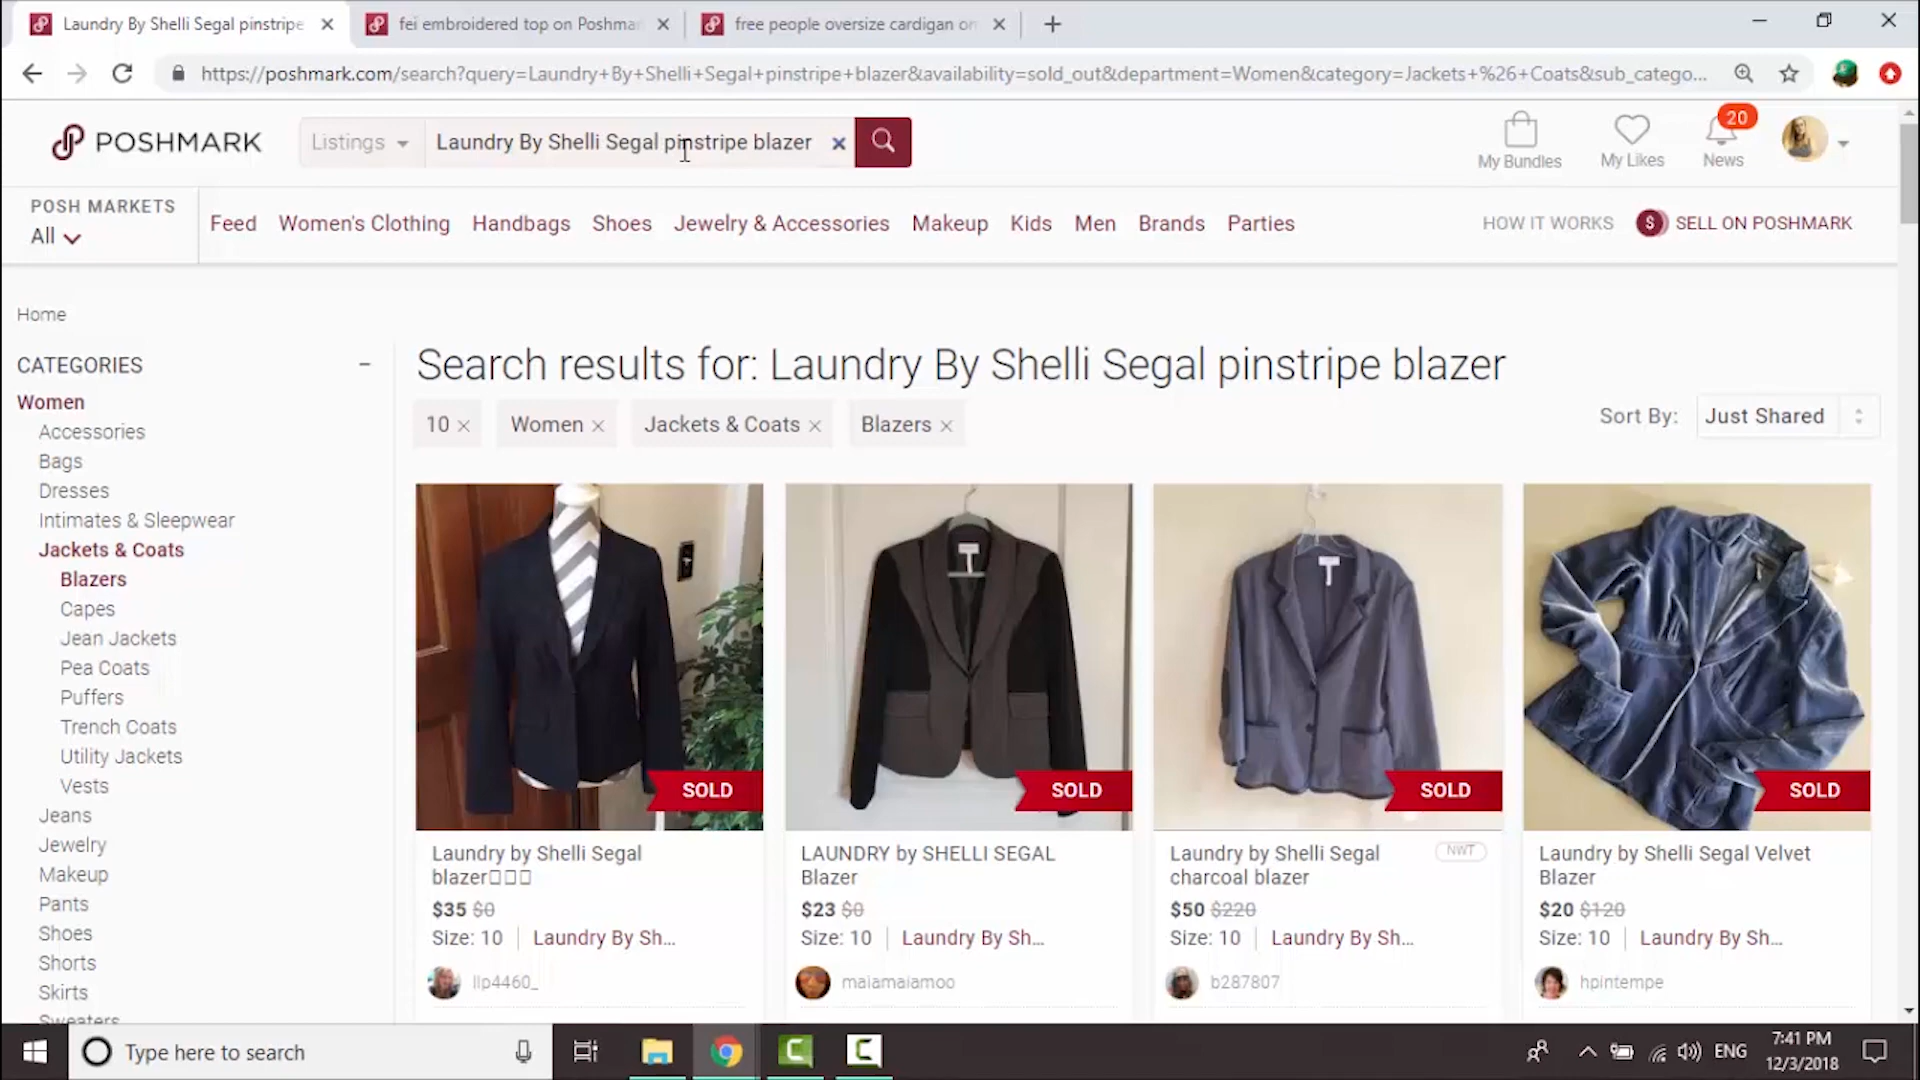 Laundry By Shelli Segal pinstripe
fei embroidered top on Poshmar
free people oversize cardigan on
https://poshmark.com/search?query=Laundry+By+Shelli+Segal+pinstripe+blazer&availability=sold_out&department=Women&category=Jackets+%26+Coats&sub_catego...
POSHMARK
Listings
Laundry By Shelli Segal pinstripe blazer
My Bundles
My Likes
20
News
POSH MARKETS
All
Feed Women's Clothing Handbags Shoes Jewelry & Accessories Makeup Kids Men Brands Parties
HOW IT WORKS
$ SELL ON POSHMARK
Home
CATEGORIES
Women
Accessories
Bags
Dresses
Intimates & Sleepwear
Jackets & Coats
Blazers
Capes
Jean Jackets
Pea Coats
Puffers
Trench Coats
Utility Jackets
Vests
Jeans
Jewelry
Makeup
Pants
Shoes
Shorts
Skirts
Sweaters
Search results for: Laundry By Shelli Segal pinstripe blazer
10 × Women × Jackets & Coats × Blazers ×
Sort By: Just Shared
SOLD
Laundry by Shelli Segal
blazer
$35 $0
Size: 10 Laundry By Sh...
llp4460_
SOLD
LAUNDRY by SHELLI SEGAL
Blazer
$23 $0
Size: 10 Laundry By Sh...
maiamaiamoo
SOLD
Laundry by Shelli Segal
charcoal blazer
NWT
$50 $220
Size: 10 Laundry By Sh...
b287807
SOLD
Laundry by Shelli Segal Velvet
Blazer
$20 $120
Size: 10 Laundry By Sh...
hpintempe
Type here to search
ENG
7:41 PM
12/3/2018